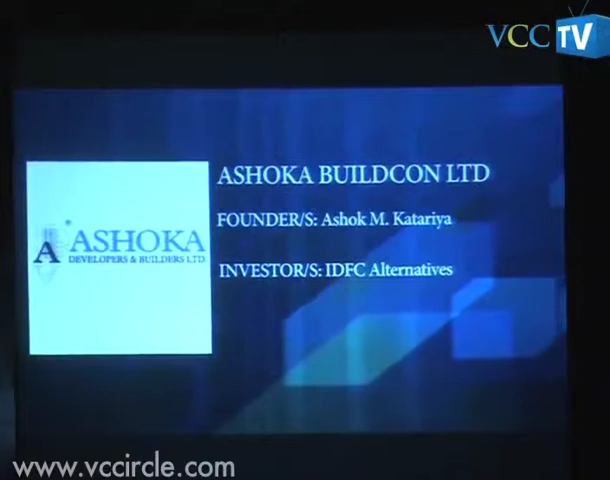 VCC TV
ASHOKA BUILDCON LTD
FOUNDER/S: Ashok M. Katariya
A ASHOKA
DEVELOPERS & BUILDERS LTD.
INVESTOR/S: IDFC Alternatives
www.vccircle.com